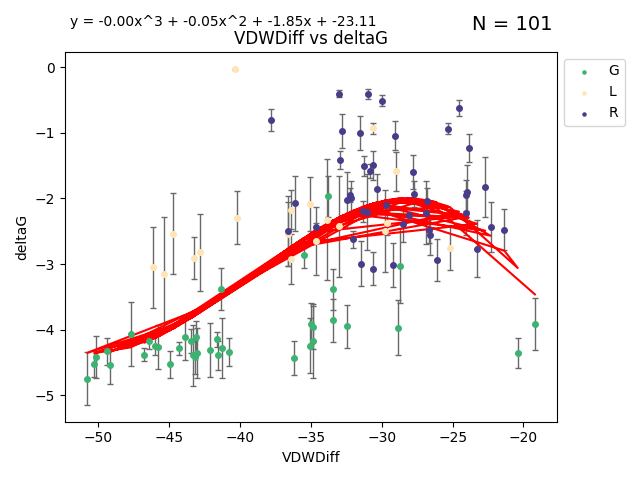 y = -0.00x^3 + -0.05x^2 + -1.85x + -23.11
N = 101
VDWDiff vs deltaG
G
L
R
deltaG
0
−1
−2
−3
−4
−5
−50 −45 −40 −35 −30 −25 −20
VDWDiff